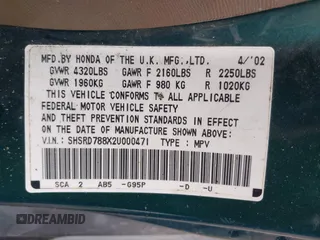 MFD.BY HONDA OF THE U.K. MFG.,LTD. 4/'02
GVWR 4320LBS GAWR F 2160LBS R 2250LBS
GVWR 1960KG GAWR F 980 KG R 1020KG
THIS VEHICLE CONFORMS TO ALL APPLICABLE
FEDERAL MOTOR VEHICLE SAFETY, BUMPER,
AND THEFT PREVENTION STANDARDS IN EFFECT
ON THE DATE OF MANUFACTURE SHOWN ABOVE.
V.I.N.: SHSRD788X2U000471 TYPE: MPV
SCA 2 AB5 -G95P -D -U
DREAMBID